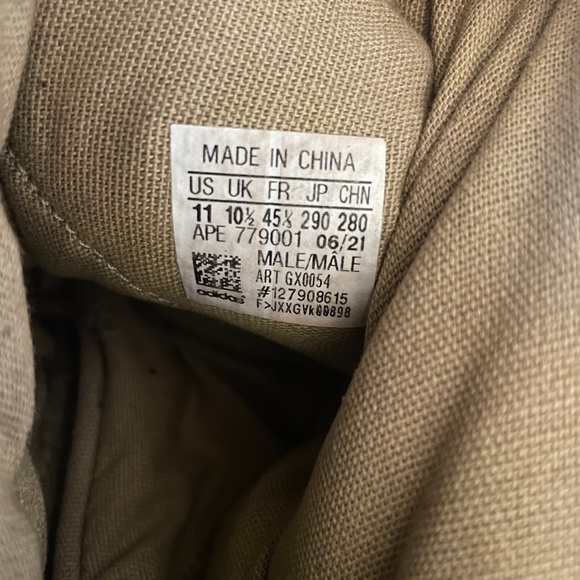 MADE IN CHINA
US UK FR JP CHN
11 10½ 45⅓ 290 280
APE 779001 06/21
MALE/MÂLE
ART GX0054
#127908615
adidas